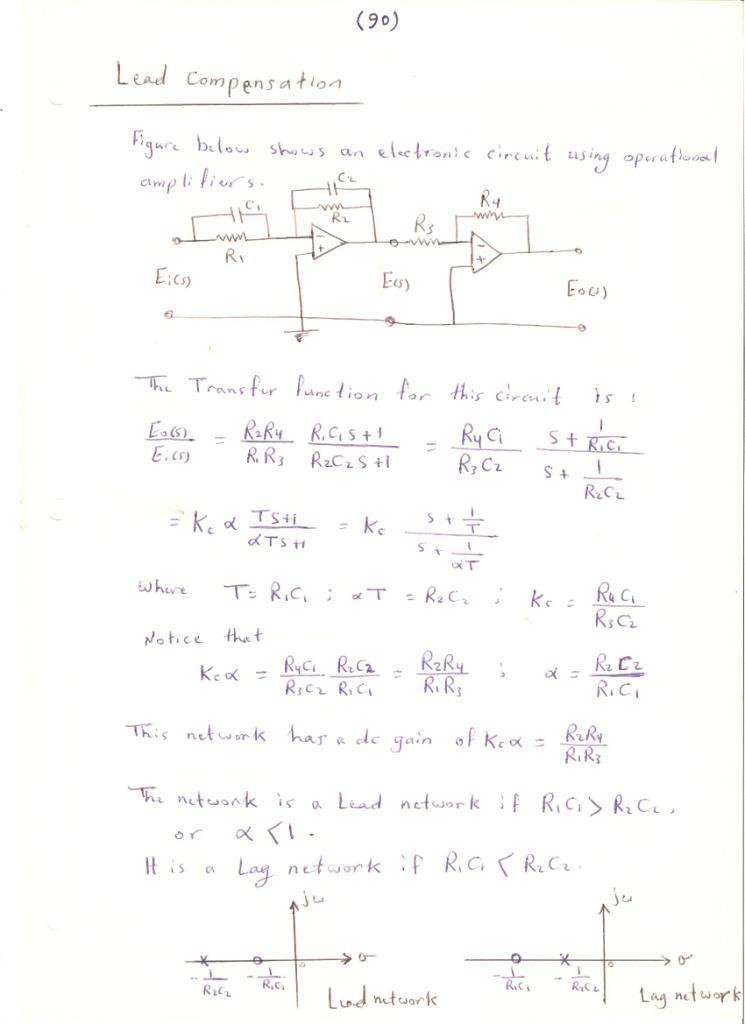 (90)
Lead Compensation
Figure below shows an electronic circuit using operational
amplifiers.
C1 C2 R4
R1 R2 R3
- + - +
Ei(s) E(s) Eo(s)
The Transfer function for this circuit is :
Eo(s)/Ei(s) = R2R4/R1R3 R1C1S+1/R2C2S+1 = R4C1/R3C2 S + 1/R1C1 / S + 1/R2C2
= Kc α TS+1/αTS+1 = Kc S + 1/T / S + 1/αT
where T = R1C1 ; αT = R2C2 ; Kc = R4C1/R3C2
Notice that
Kcα = R4C1/R3C2 R2C2/R1C1 = R2R4/R1R3 ; α = R2C2/R1C1
This network has a dc gain of Kcα = R2R4/R1R3
The network is a Lead network if R1C1 > R2C2,
or α < 1.
It is a Lag network if R1C1 < R2C2.
jω jω
σ σ
-1/R2C2 -1/R1C1 o -1/R1C1 -1/R2C2 o
Lead network Lag network